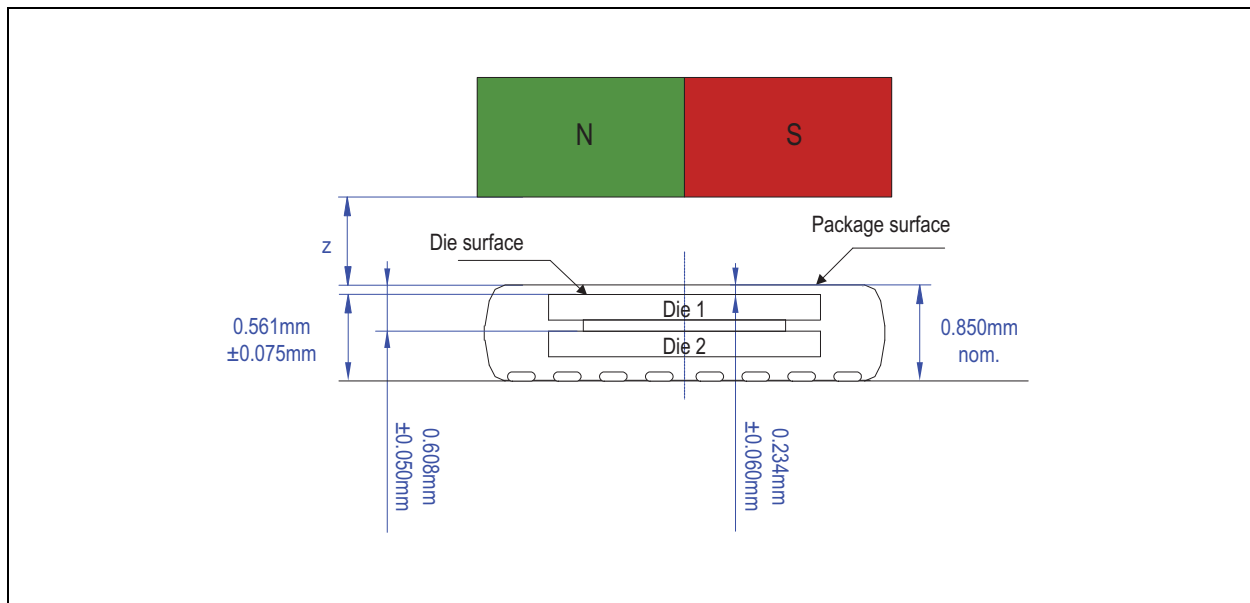 N
S
Package surface
Die surface
z
Die 1
0.561mm
±0.075mm
0.850mm
nom.
Die 2
0.608mm
±0.050mm
0.234mm
±0.060mm